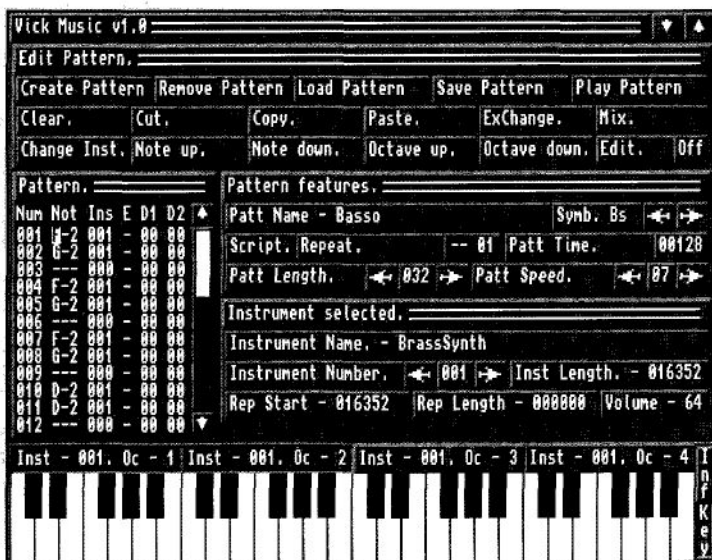 Vick Music v1.0
Edit Pattern.
Create Pattern Remove Pattern Load Pattern Save Pattern Play Pattern
Clear. Cut. Copy. Paste. ExChange. Mix.
Change Inst. Note up. Note down. Octave up. Octave down. Edit. Off
Pattern.
Num Not Ins E D1 D2
001 -2 001 - 00 00
002 G-2 001 - 00 00
003 --- 000 - 00 00
004 F-2 001 - 00 00
005 G-2 001 - 00 00
006 --- 000 - 00 00
007 F-2 001 - 00 00
008 G-2 001 - 00 00
009 --- 000 - 00 00
010 D-2 001 - 00 00
011 D-2 001 - 00 00
012 --- 000 - 00 00
Pattern features.
Patt Name - Basso Symb. Bs
Script. Repeat. -- 01 Patt Time. 00128
Patt Length. 032 Patt Speed. 07
Instrument selected.
Instrument Name. - BrassSynth
Instrument Number. 001 Inst Length. - 016352
Rep Start - 016352 Rep Length - 000000 Volume - 64
Inst - 001. Oc - 1 Inst - 001. Oc - 2 Inst - 001. Oc - 3 Inst - 001. Oc - 4
Inf Key